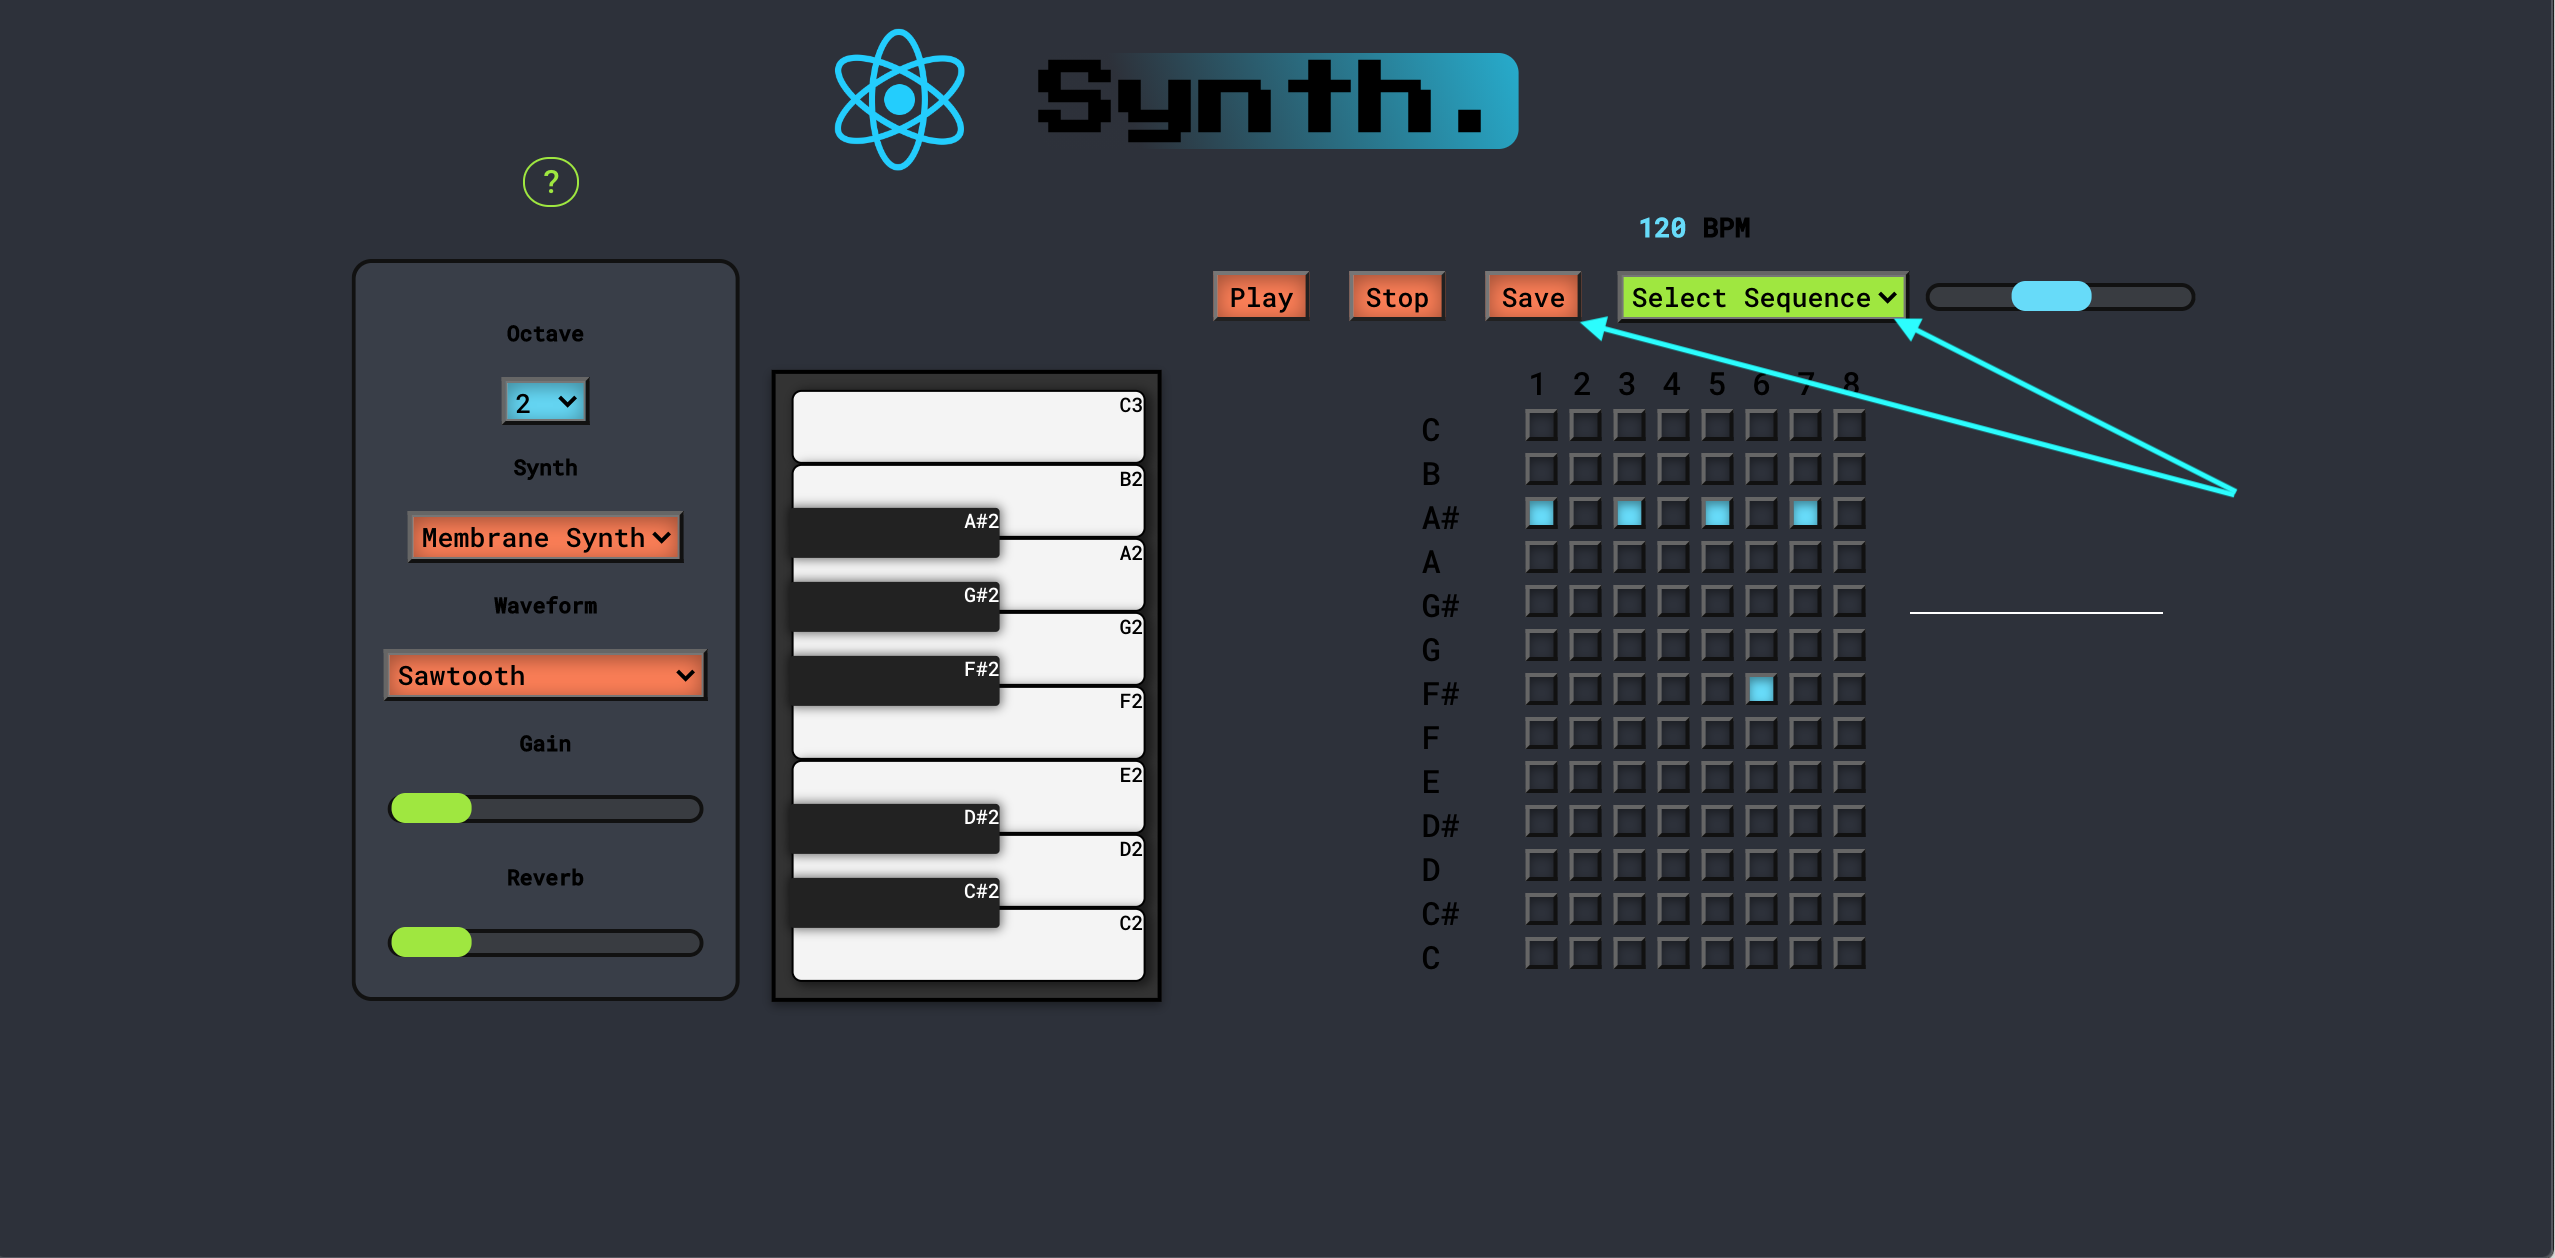 Synth.
?
120 BPM
Play Stop Save Select Sequence
Octave
2
Synth
Membrane Synth
Waveform
Sawtooth
Gain
Reverb
C3
B2
A#2
A2
G#2
G2
F#2
F2
E2
D#2
D2
C#2
C2
1 2 3 4 5 6 7 8
C
B
A#
A
G#
G
F#
F
E
D#
D
C#
C